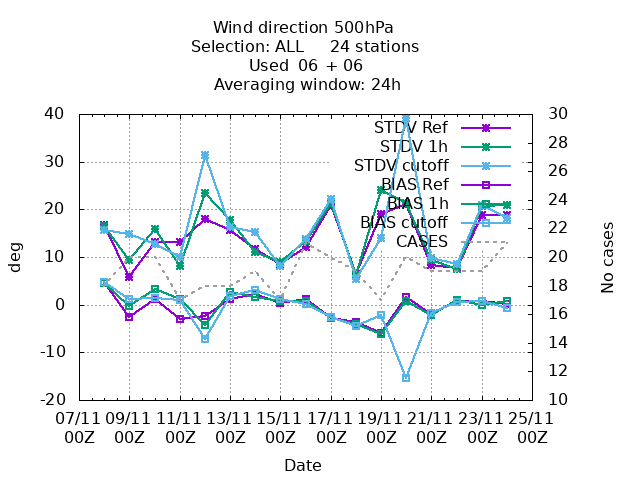 Wind direction 500hPa
Selection: ALL     24 stations
Used  06 + 06
Averaging window: 24h
40
30
20
10
0
-10
-20
deg
30
28
26
24
22
20
18
16
14
12
10
No cases
STDV Ref
STDV 1h
STDV cutoff
BIAS Ref
BIAS 1h
BIAS cutoff
CASES
07/11 09/11 11/11 13/11 15/11 17/11 19/11 21/11 23/11 25/11
00Z 00Z 00Z 00Z 00Z 00Z 00Z 00Z 00Z 00Z
Date